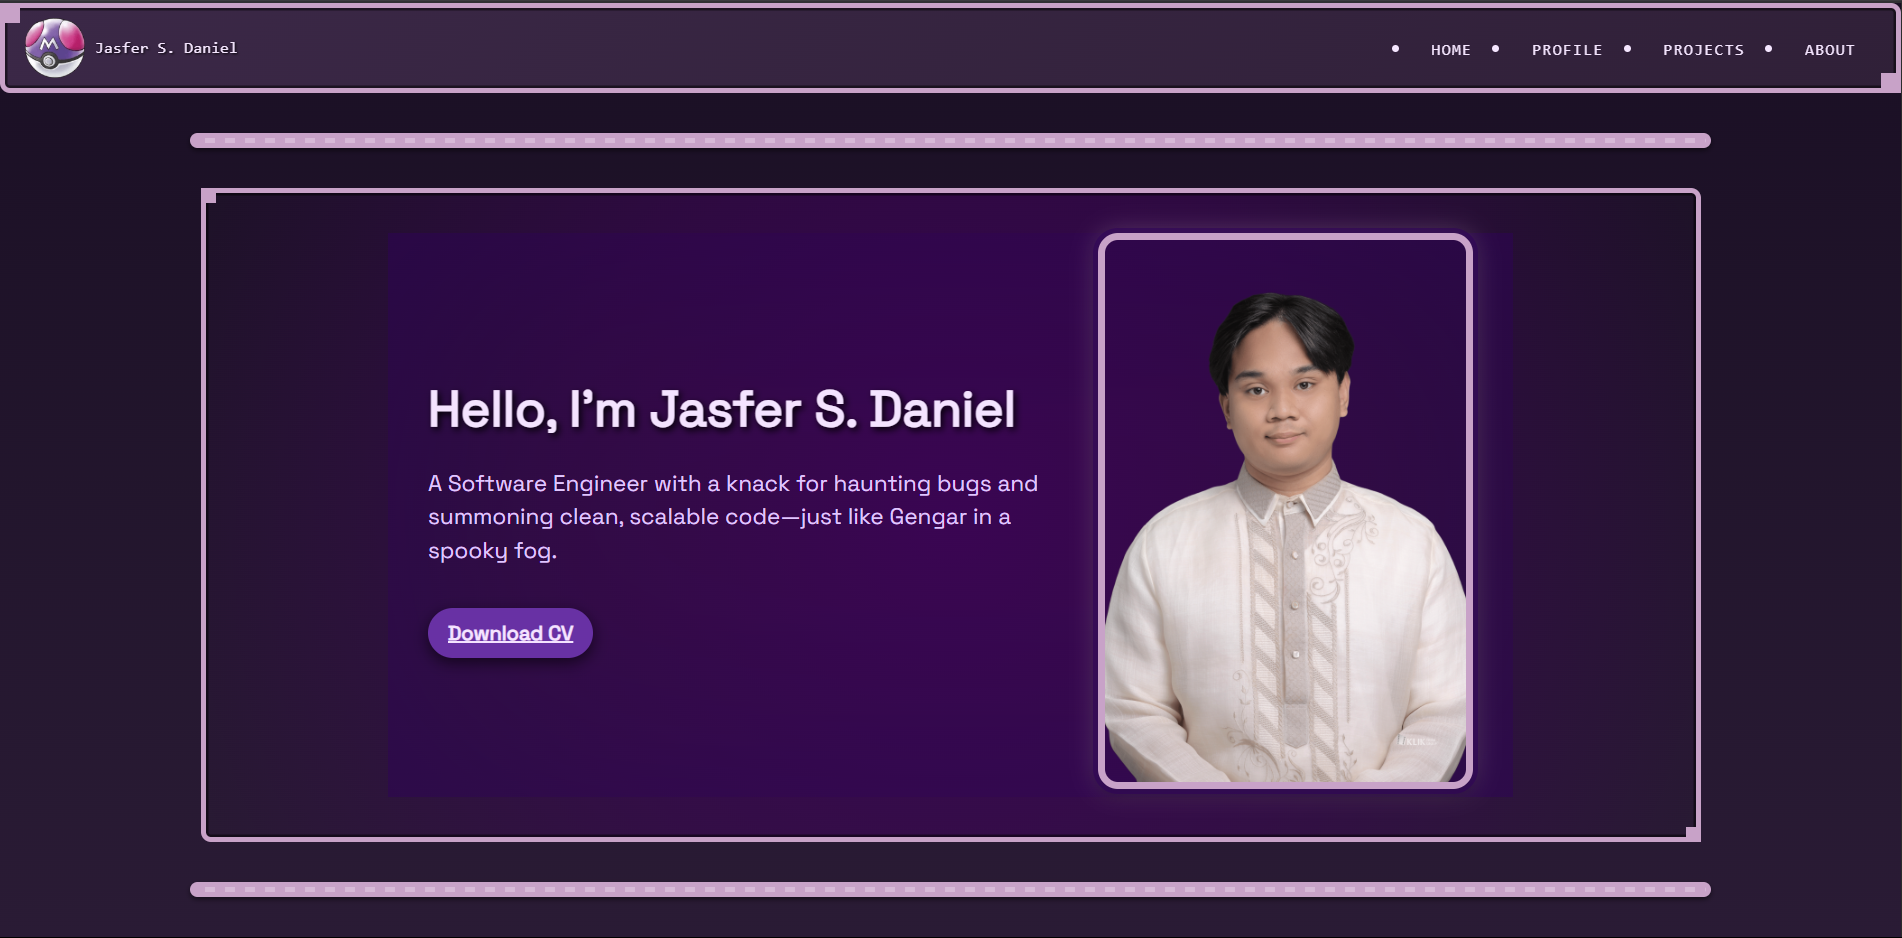 Jasfer S. Daniel
HOME
PROFILE
PROJECTS
ABOUT
Hello, I’m Jasfer S. Daniel
A Software Engineer with a knack for haunting bugs and
summoning clean, scalable code—just like Gengar in a
spooky fog.
Download CV